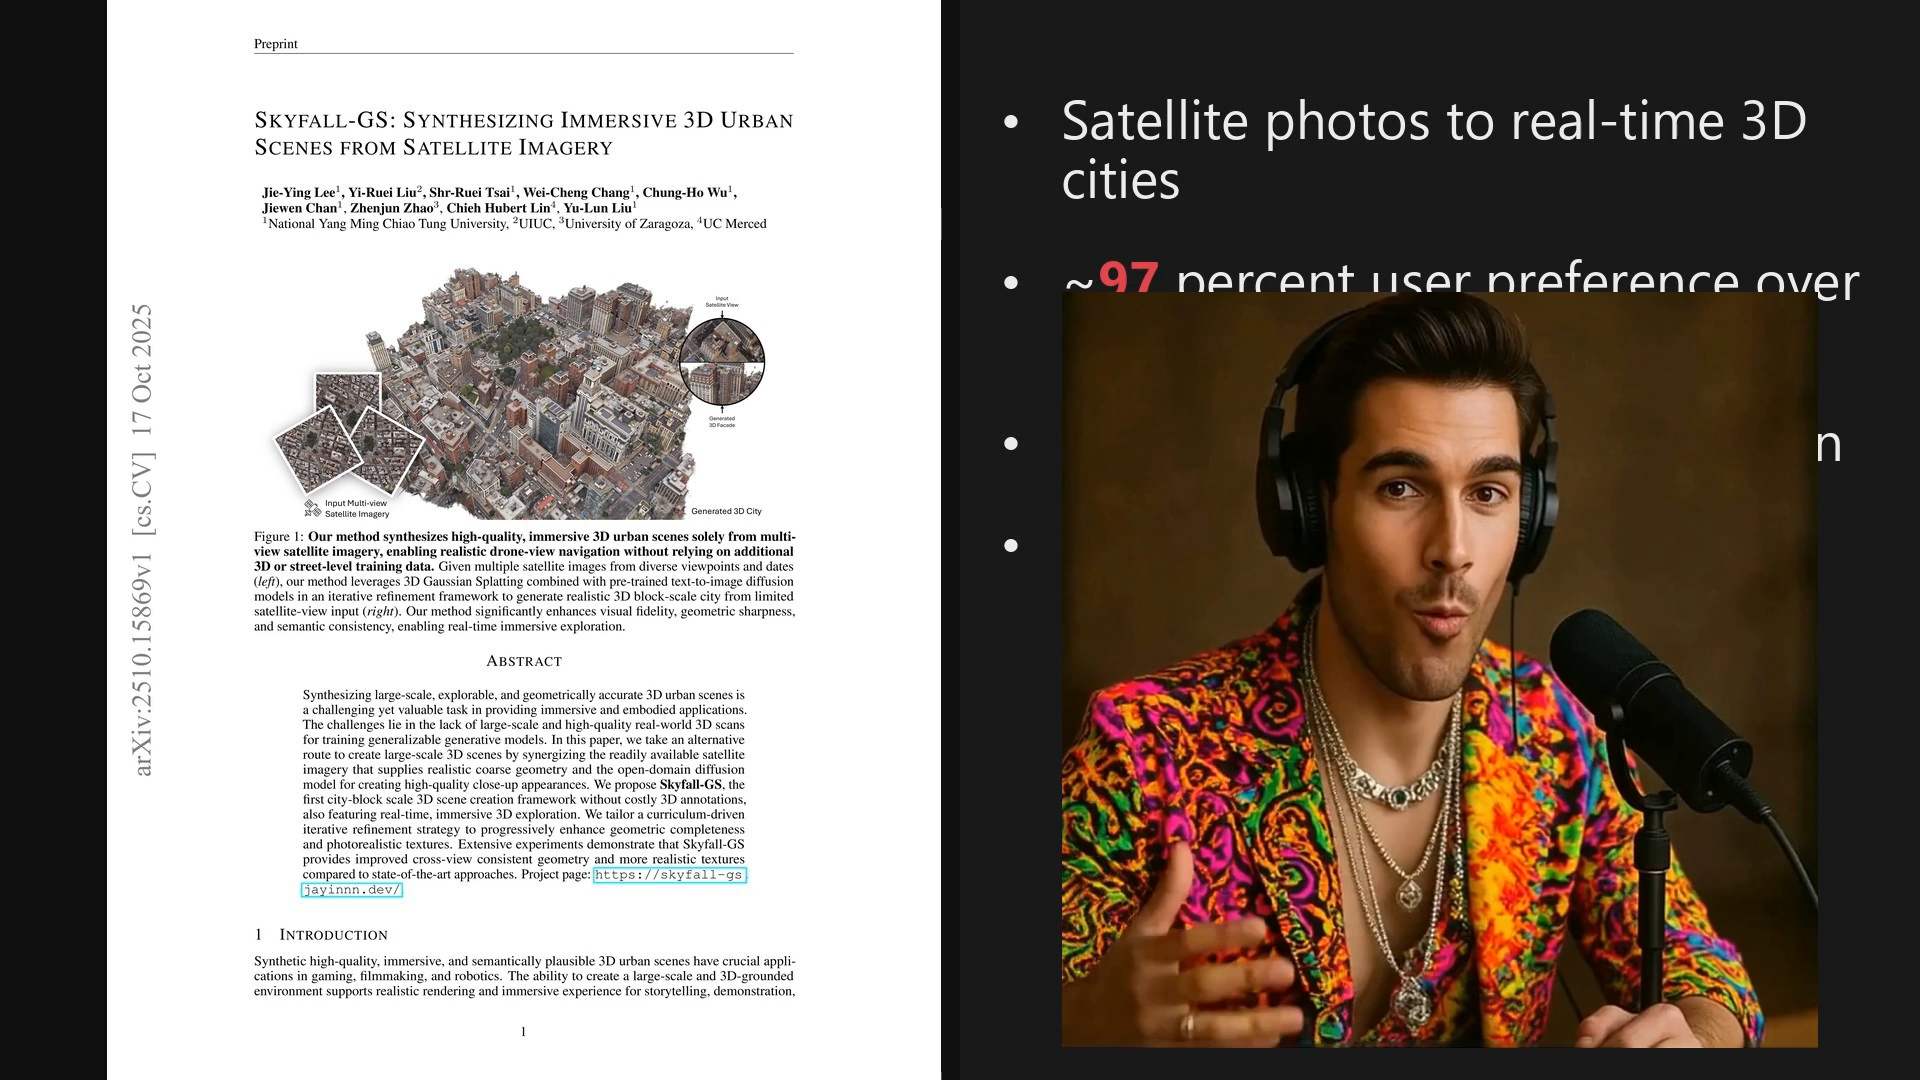 Preprint
SKYFALL-GS: SYNTHESIZING IMMERSIVE 3D URBAN
SCENES FROM SATELLITE IMAGERY
Jie-Ying Lee¹, Yi-Ruei Liu², Shr-Ruei Tsai¹, Wei-Cheng Chang¹, Chung-Ho Wu¹,
Jiewen Chan¹, Zhenjun Zhao³, Chieh Hubert Lin⁴, Yu-Lun Liu¹
¹National Yang Ming Chiao Tung University, ²UIUC, ³University of Zaragoza, ⁴UC Merced
Input
Satellite View
Generated
3D Facade
Input Multi-view
Satellite Imagery
Generated 3D City
Figure 1: Our method synthesizes high-quality, immersive 3D urban scenes solely from multi-
view satellite imagery, enabling realistic drone-view navigation without relying on additional
3D or street-level training data. Given multiple satellite images from diverse viewpoints and dates
(left), our method leverages 3D Gaussian Splatting combined with pre-trained text-to-image diffusion
models in an iterative refinement framework to generate realistic 3D block-scale city from limited
satellite-view input (right). Our method significantly enhances visual fidelity, geometric sharpness,
and semantic consistency, enabling real-time immersive exploration.
ABSTRACT
Synthesizing large-scale, explorable, and geometrically accurate 3D urban scenes is
a challenging yet valuable task in providing immersive and embodied applications.
The challenges lie in the lack of large-scale and high-quality real-world 3D scans
for training generalizable generative models. In this paper, we take an alternative
route to create large-scale 3D scenes by synergizing the readily available satellite
imagery that supplies realistic coarse geometry and the open-domain diffusion
model for creating high-quality close-up appearances. We propose Skyfall-GS, the
first city-block scale 3D scene creation framework without costly 3D annotations,
also featuring real-time, immersive 3D exploration. We tailor a curriculum-driven
iterative refinement strategy to progressively enhance geometric completeness
and photorealistic textures. Extensive experiments demonstrate that Skyfall-GS
provides improved cross-view consistent geometry and more realistic textures
compared to state-of-the-art approaches. Project page: https://skyfall-gs.
jayinnn.dev/
1 INTRODUCTION
Synthetic high-quality, immersive, and semantically plausible 3D urban scenes have crucial appli-
cations in gaming, filmmaking, and robotics. The ability to create a large-scale and 3D-grounded
environment supports realistic rendering and immersive experience for storytelling, demonstration,
1
arXiv:2510.15869v1 [cs.CV] 17 Oct 2025
• Satellite photos to real-time 3D
cities
• ~97 percent user preference over
• n
•